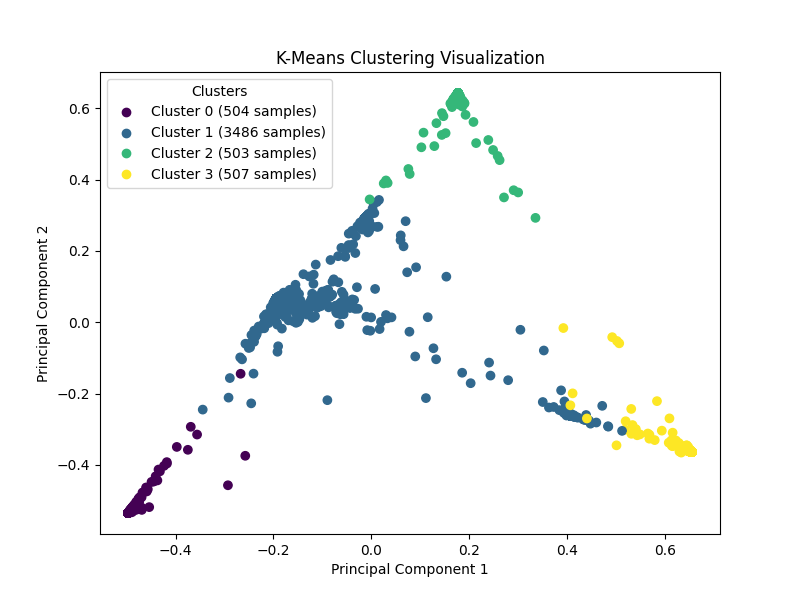 K-Means Clustering Visualization
Clusters
Cluster 0 (504 samples)
Cluster 1 (3486 samples)
Cluster 2 (503 samples)
Cluster 3 (507 samples)
Principal Component 2
0.6
0.4
0.2
0.0
−0.2
−0.4
−0.4
−0.2
0.0
0.2
0.4
0.6
Principal Component 1